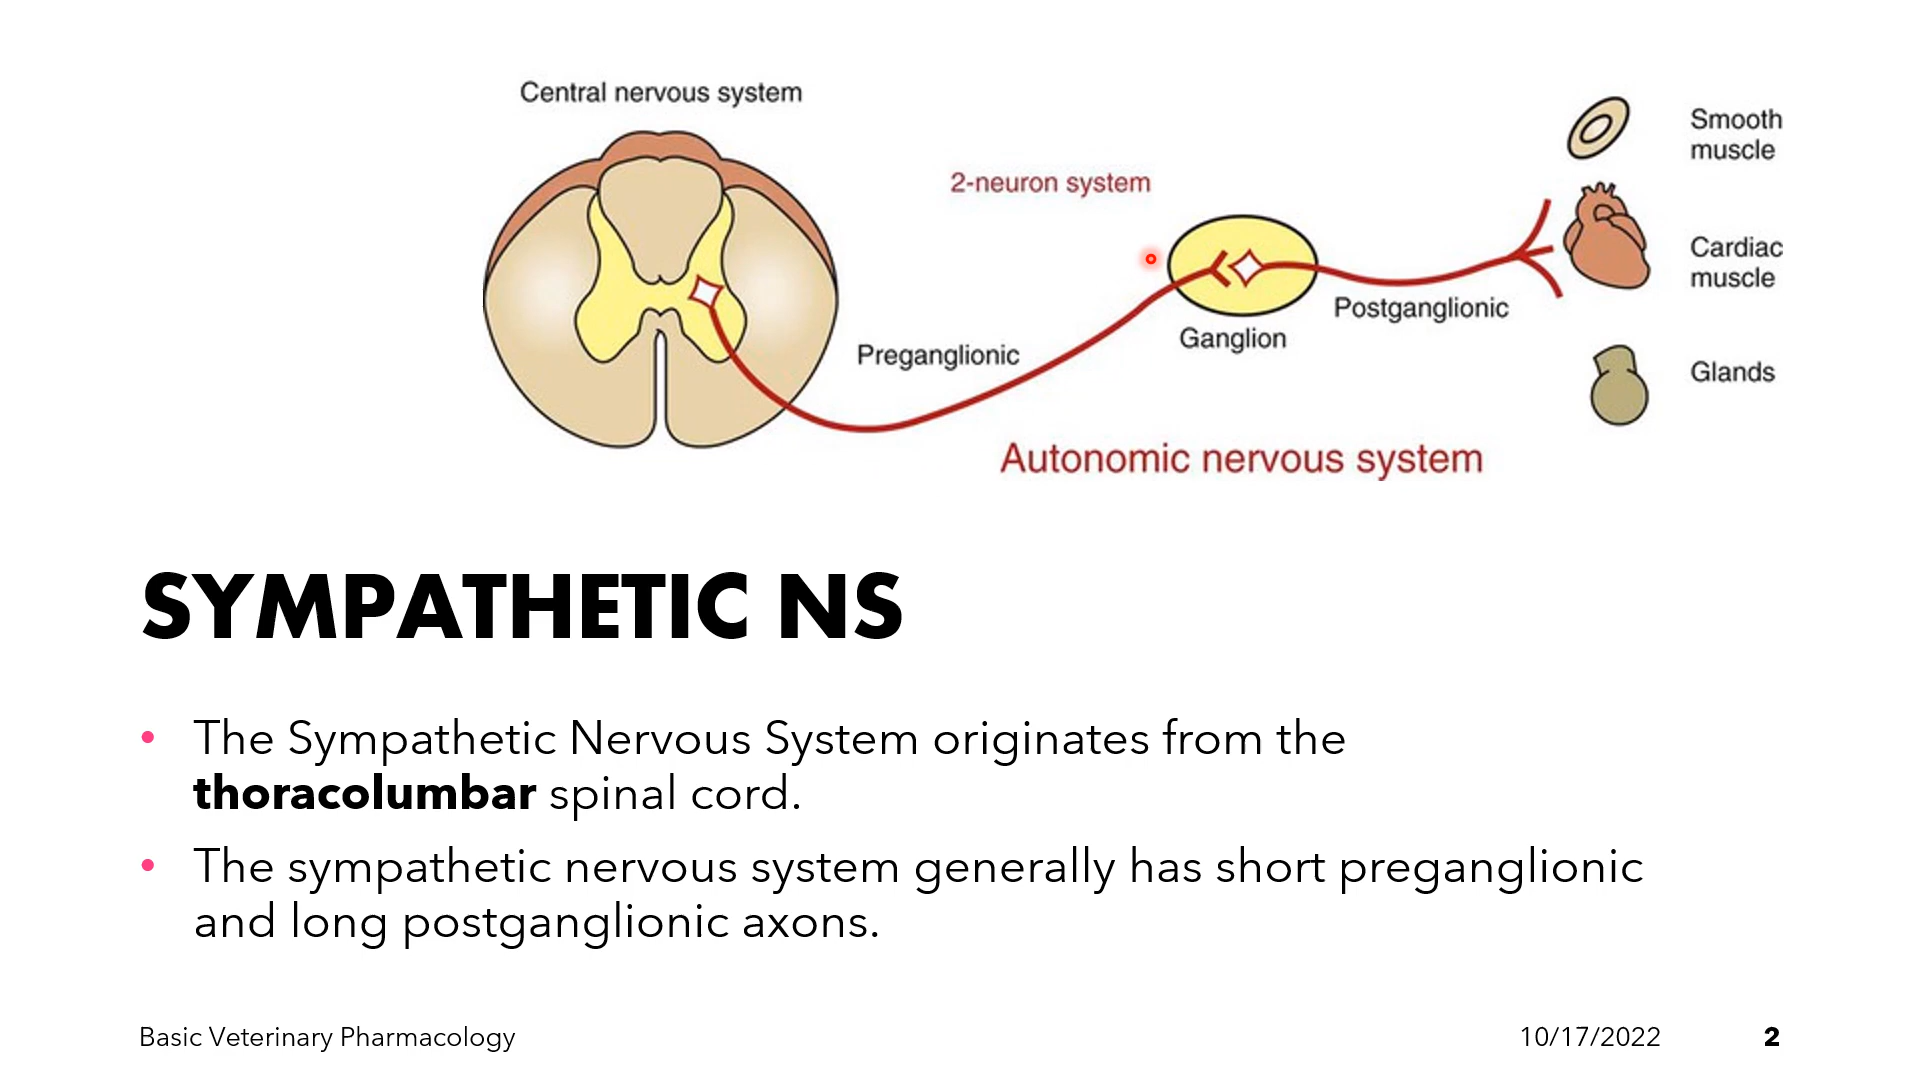 Central nervous system
2-neuron system
Smooth
muscle
Cardiac
muscle
Postganglionic
Ganglion
Preganglionic
Glands
Autonomic nervous system
SYMPATHETIC NS
• The Sympathetic Nervous System originates from the
thoracolumbar spinal cord.
• The sympathetic nervous system generally has short preganglionic
and long postganglionic axons.
Basic Veterinary Pharmacology
10/17/2022
2